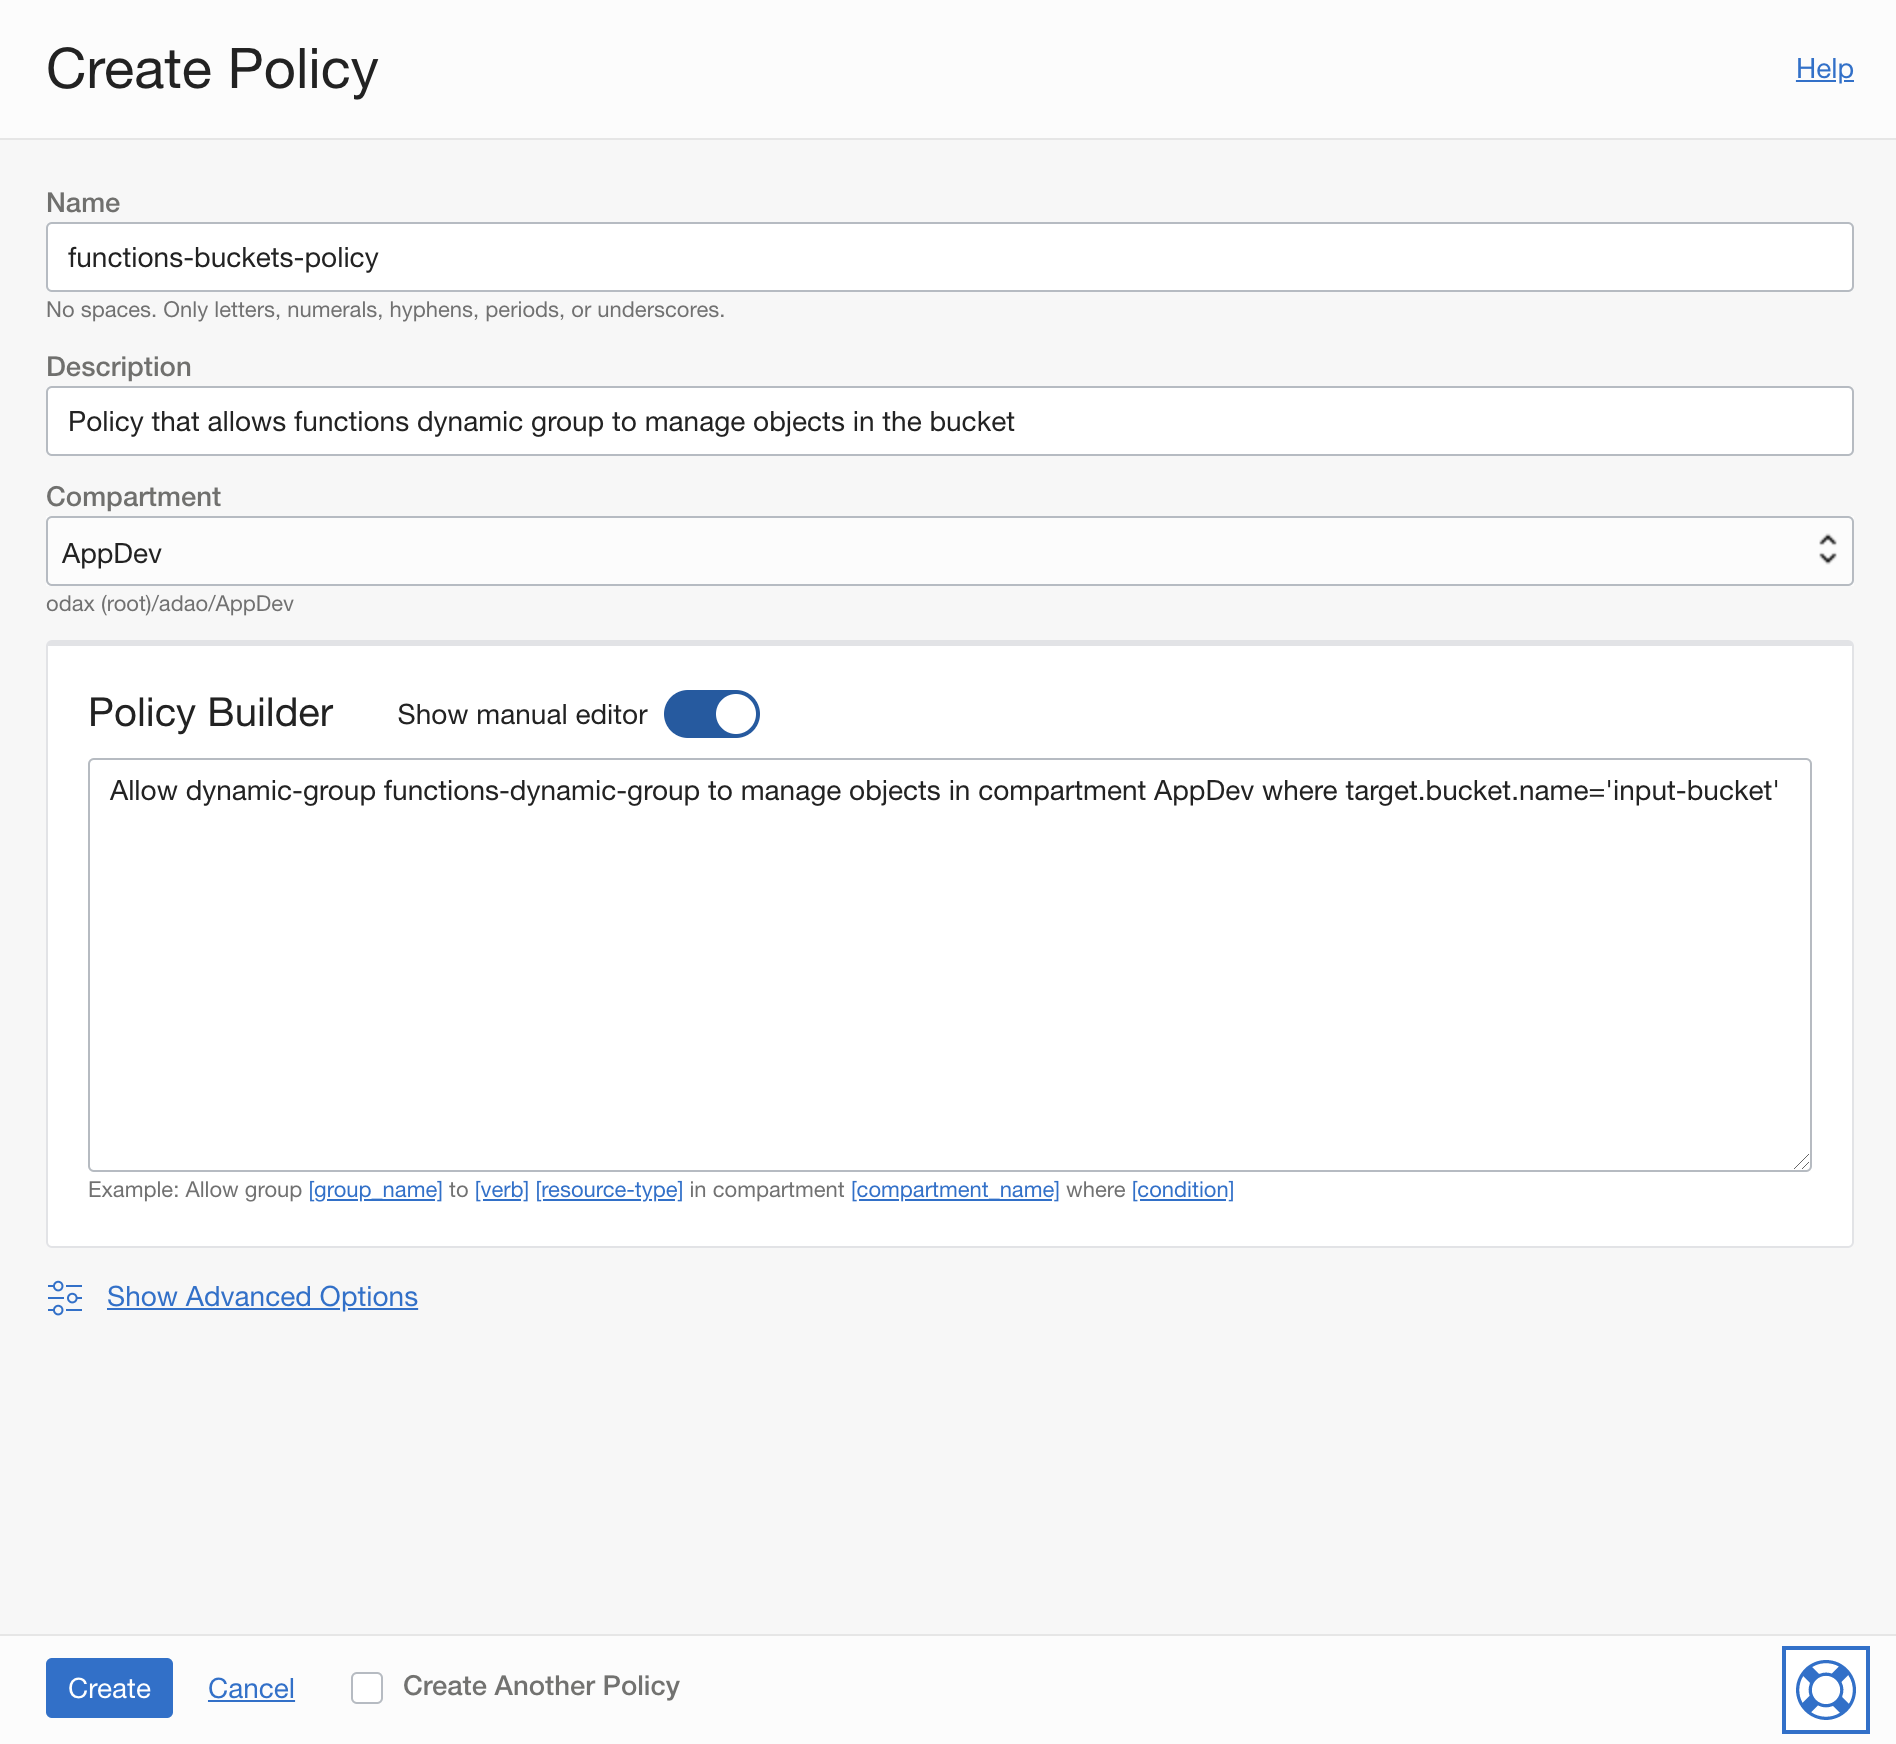 Create Policy
Help
Name
functions-buckets-policy
No spaces. Only letters, numerals, hyphens, periods, or underscores.
Description
Policy that allows functions dynamic group to manage objects in the bucket
Compartment
AppDev
odax (root)/adao/AppDev
Policy Builder
Show manual editor
Allow dynamic-group functions-dynamic-group to manage objects in compartment AppDev where target.bucket.name='input-bucket'
Example: Allow group [group_name] to [verb] [resource-type] in compartment [compartment_name] where [condition]
Show Advanced Options
Create
Cancel
Create Another Policy